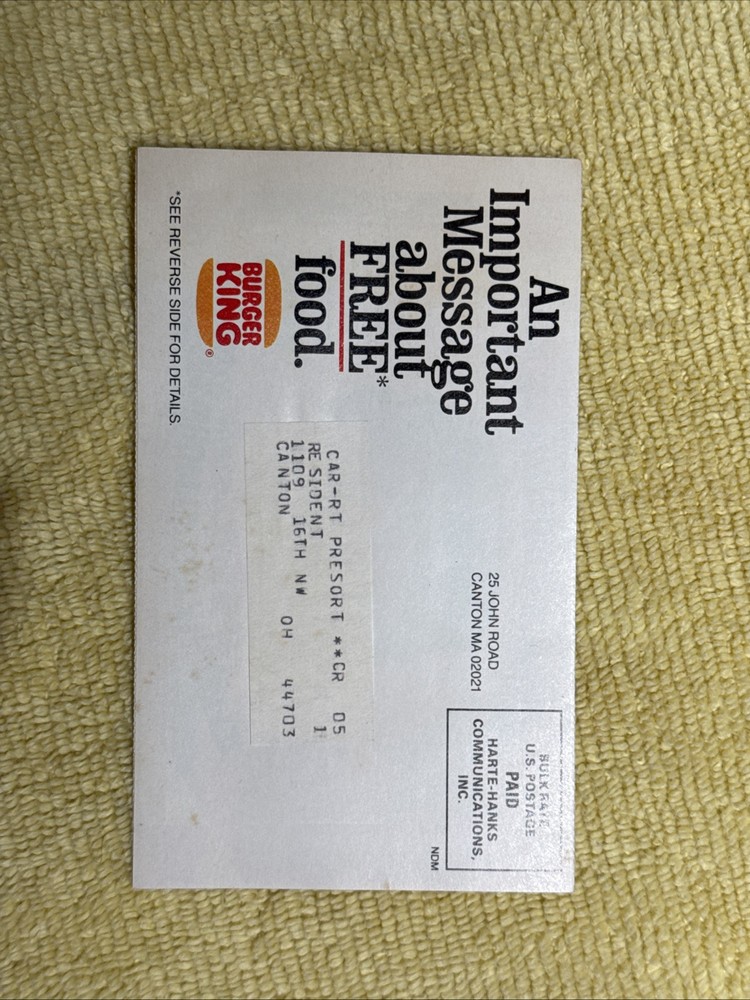 An
Important
Message
about
FREE*
food.
BURGER
KING®
*SEE REVERSE SIDE FOR DETAILS.
25 JOHN ROAD
CANTON MA 02021
BULK RATE
U.S. POSTAGE
PAID
HARTE-HANKS
COMMUNICATIONS,
INC.
NDM
CAR-RT PRESORT **CR 05
RESIDENT 1
1109 16TH NW
CANTON OH 44703